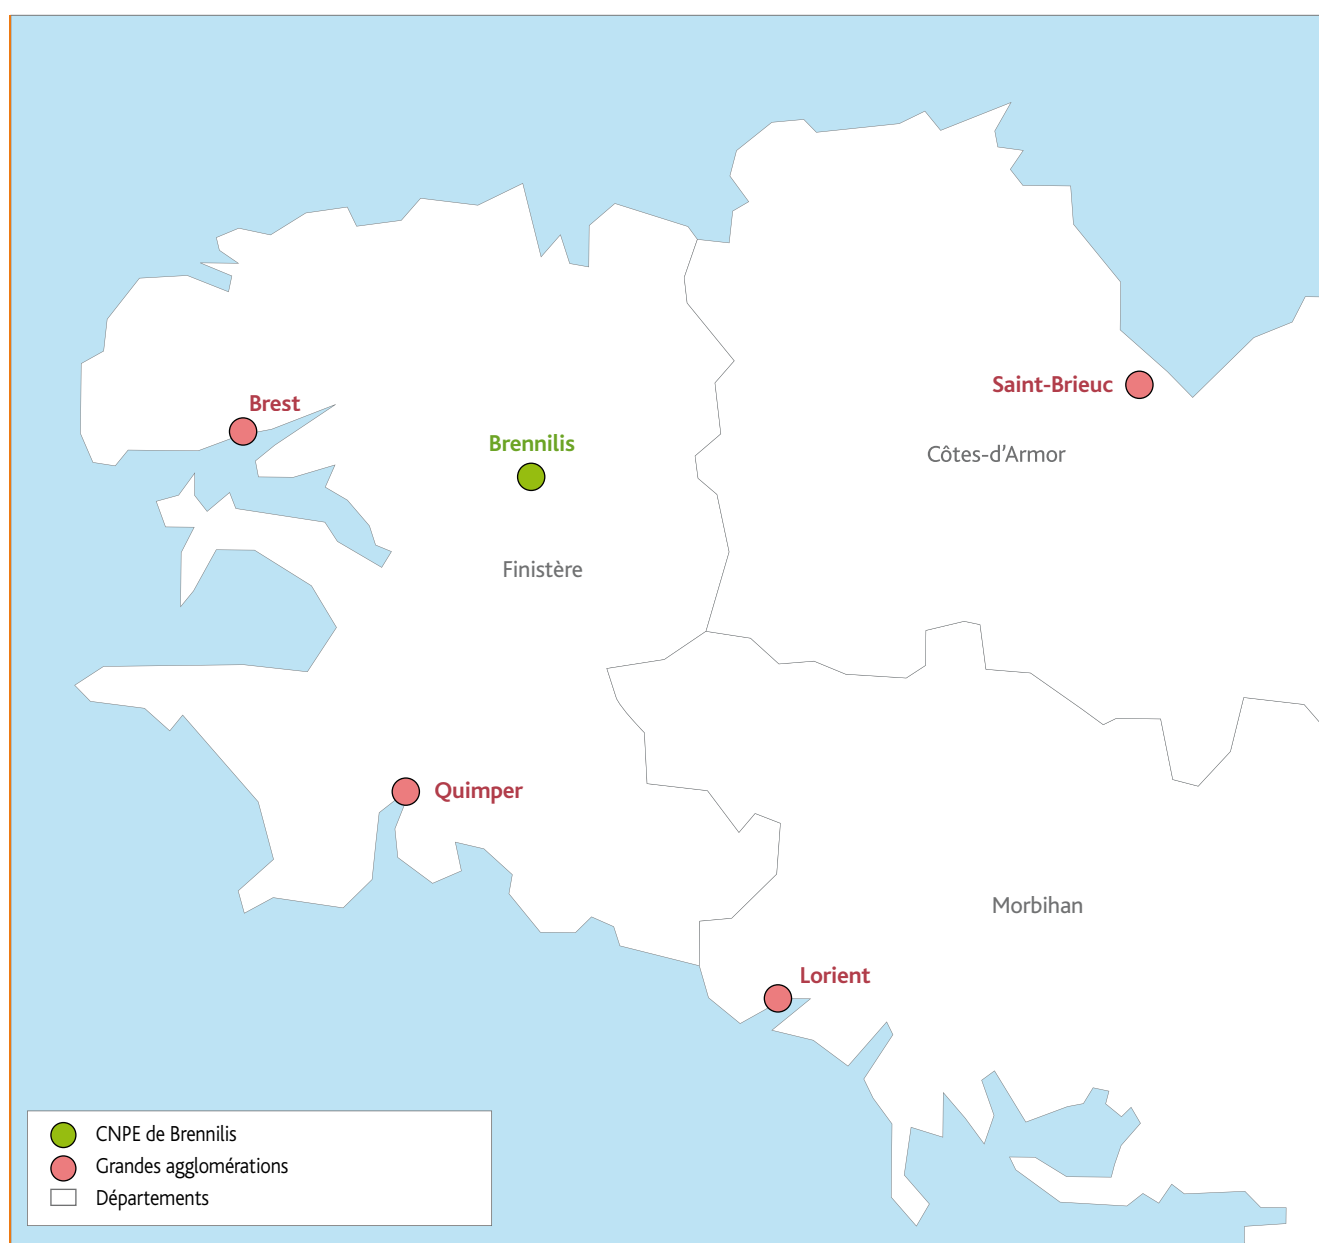 Saint-Brieuc
Brest
Brennilis
Côtes-d'Armor
Finistère
Quimper
Morbihan
Lorient
CNPE de Brennilis
Grandes agglomérations
Départements